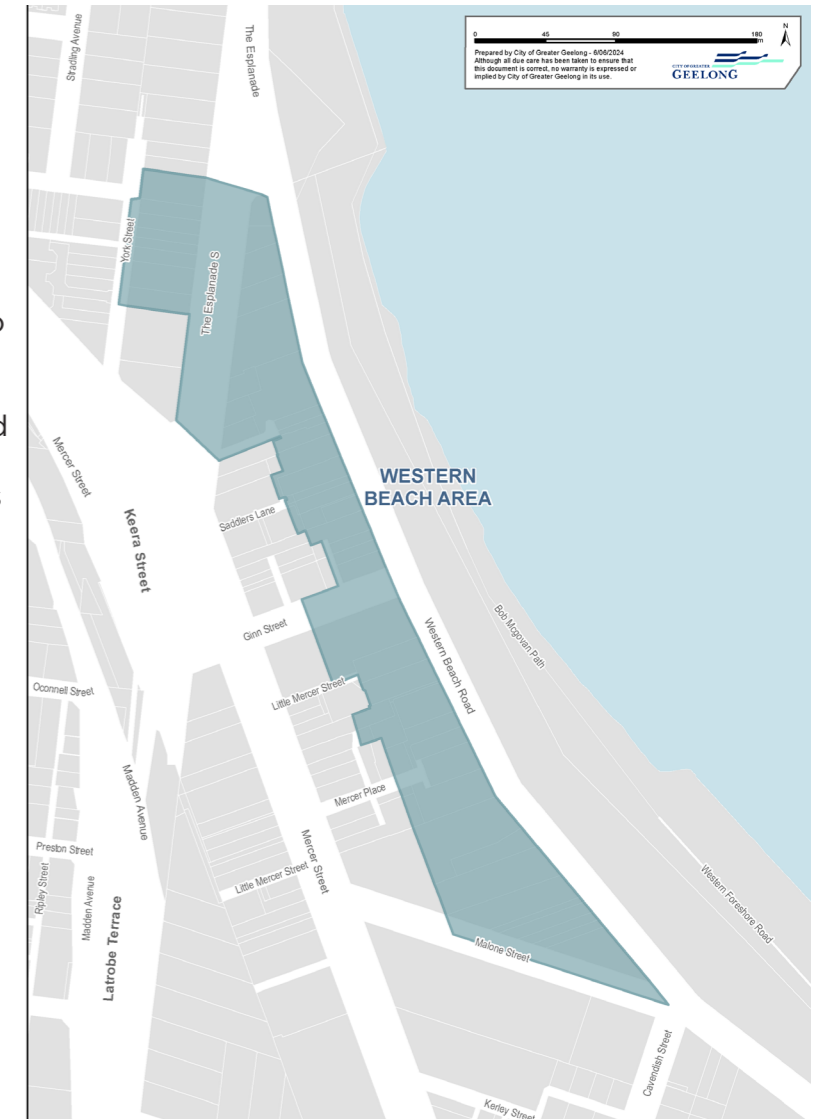 0 45 90 180
m
N
Prepared by City of Greater Geelong - 6/06/2024
Although all due care has been taken to ensure that
this document is correct, no warranty is expressed or
implied by City of Greater Geelong in its use.
CITY OF GREATER
GEELONG
Stradling Avenue
The Esplanade
York Street
The Esplanade S
WESTERN
BEACH AREA
Mercer Street
Keera Street
Saddlers Lane
Ginn Street
Western Beach Road
Bob Mcgovan Path
Oconnell Street
Little Mercer Street
Madden Avenue
Mercer Place
Preston Street
Ripley Street
Madden Avenue
Mercer Street
Little Mercer Street
Latrobe Terrace
Western Foreshore Road
Malone Street
Cavendish Street
Kerley Street